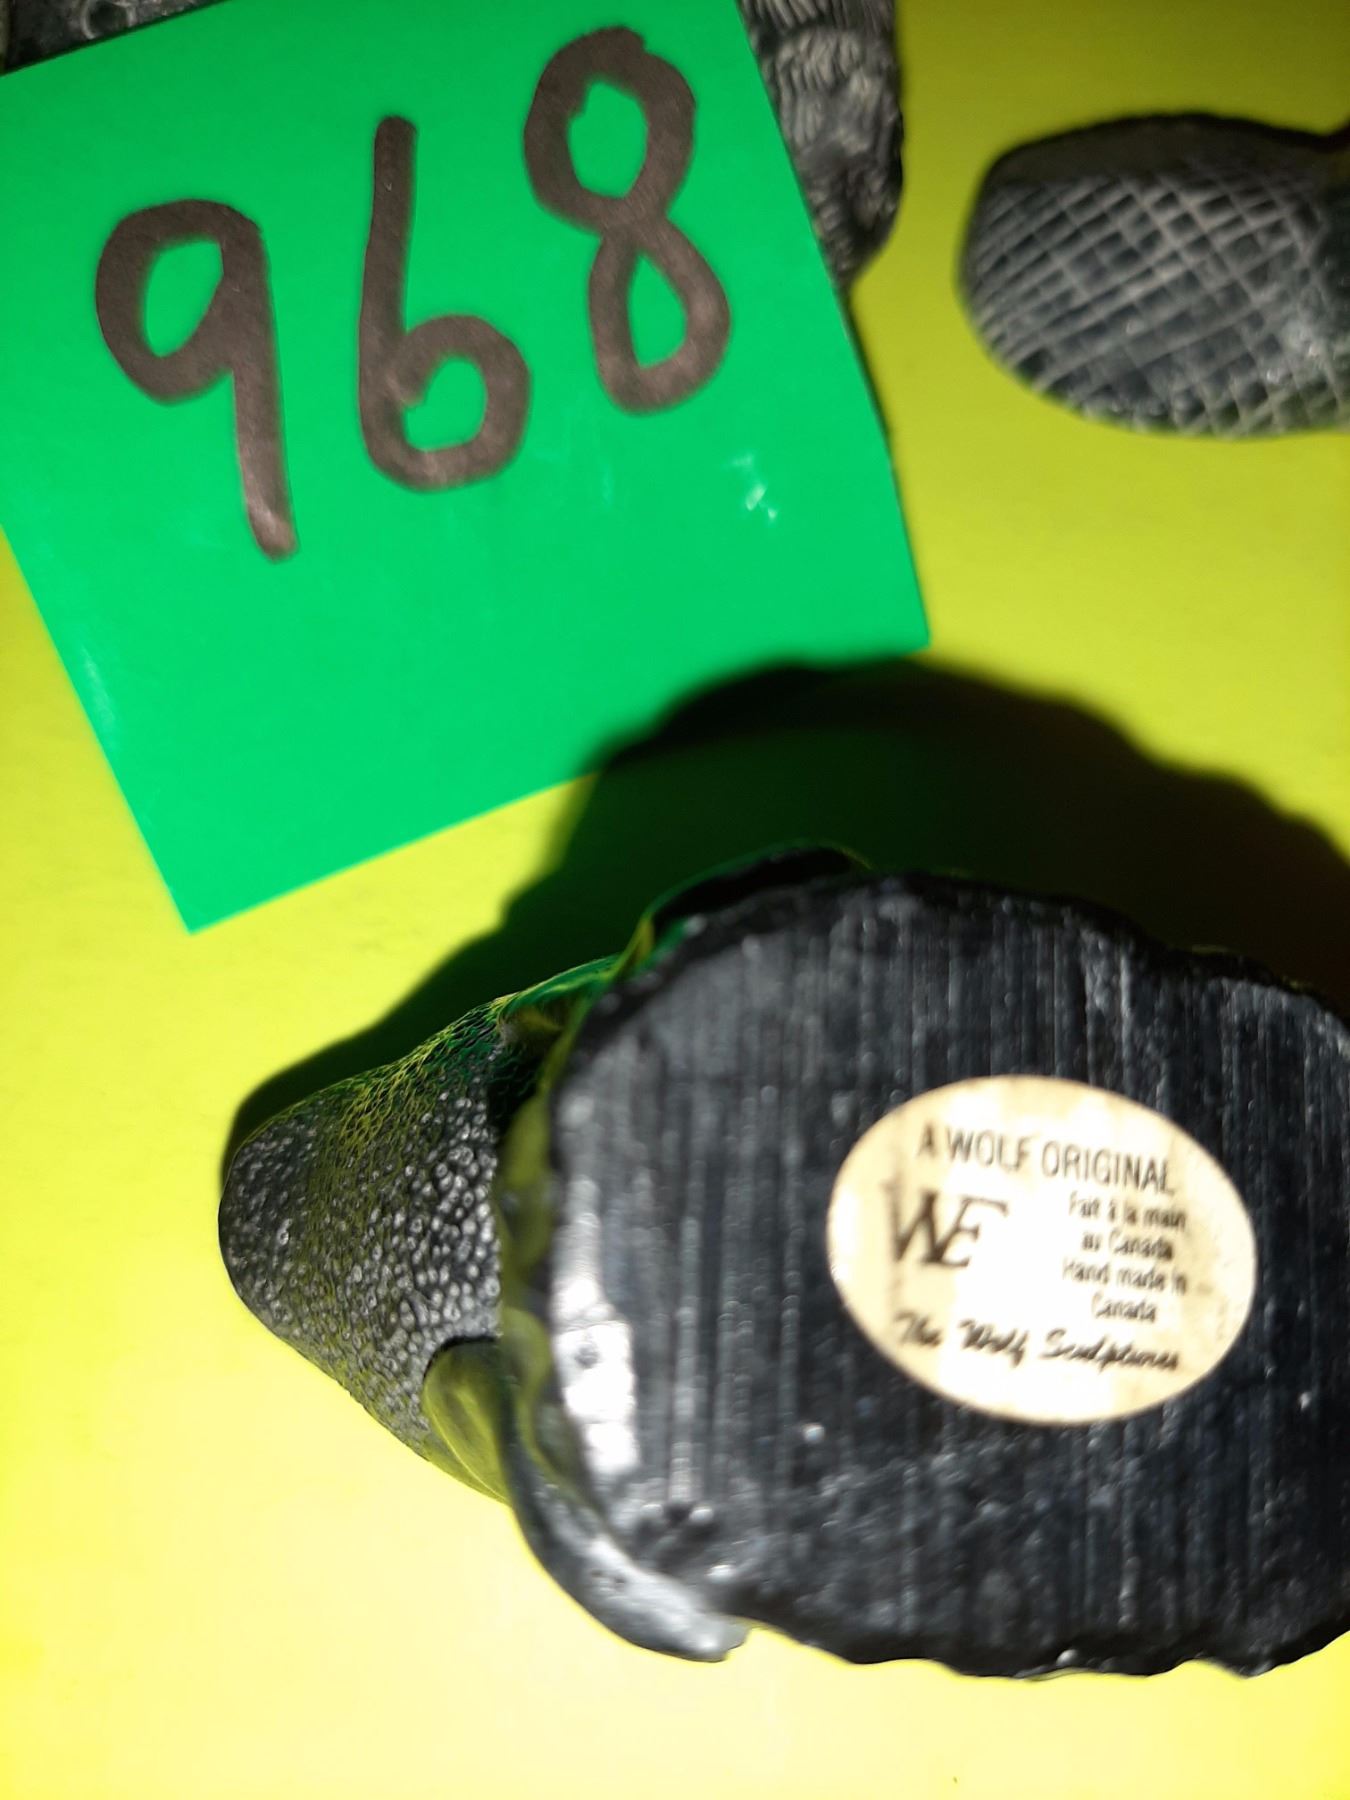 968
A WOLF ORIGINAL
WE
Fait à la main
au Canada
Hand made in
Canada
The Wolf Sculptures